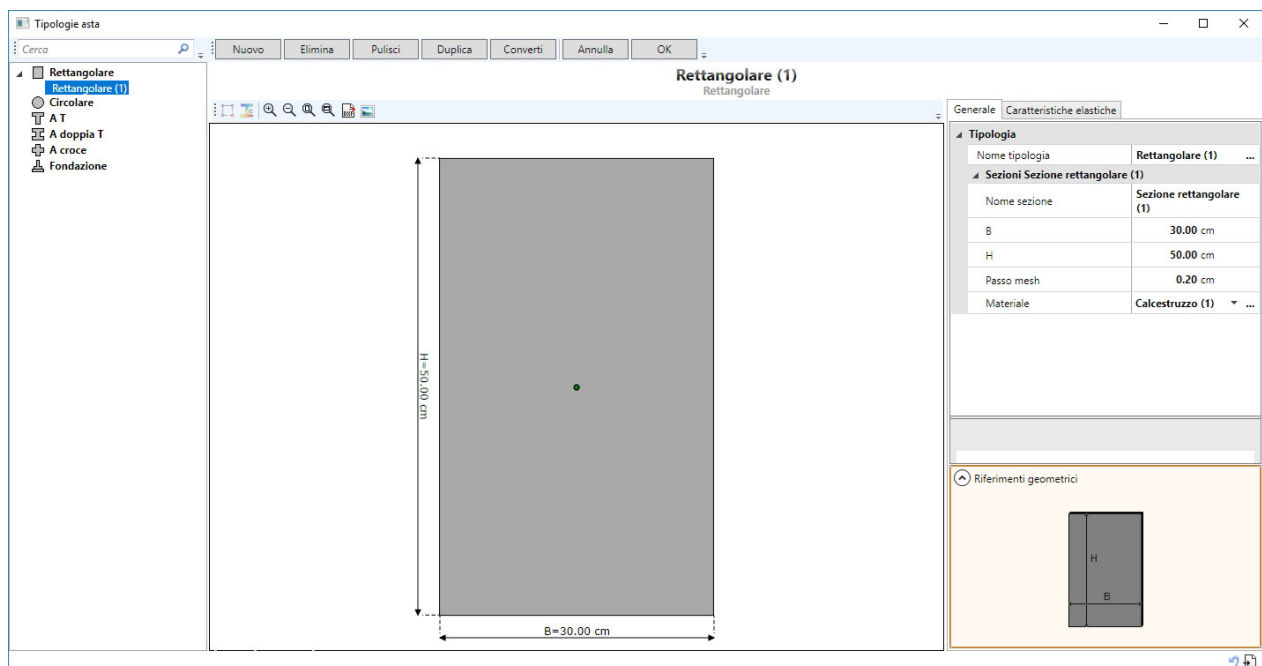 Tipologie asta
Cerca
Nuovo Elimina Pulisci Duplica Converti Annulla OK
Rettangolare
Rettangolare (1)
Circolare
A T
A doppia T
A croce
Fondazione
Rettangolare (1)
Rettangolare
H=50.00 cm
B=30.00 cm
Generale Caratteristiche elastiche
Tipologia
Nome tipologia Rettangolare (1) ...
Sezioni Sezione rettangolare (1)
Nome sezione Sezione rettangolare
(1)
B 30.00 cm
H 50.00 cm
Passo mesh 0.20 cm
Materiale Calcestruzzo (1) ...
Riferimenti geometrici
H
B